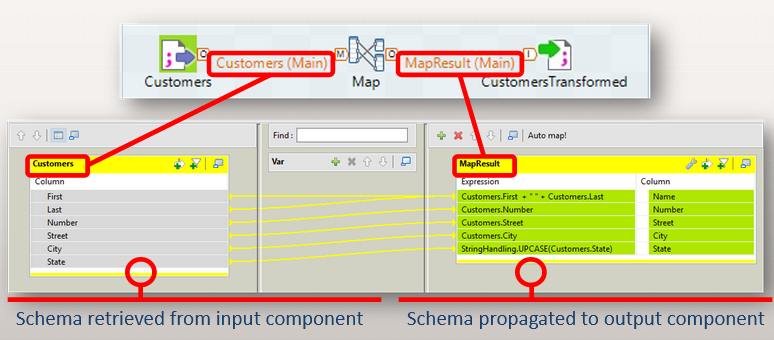 O Customers (Main) M O MapResult (Main) I
Customers Map CustomersTransformed
Find : Auto map!
Customers Var MapResult
Column Expression Column
First Customers.First + " " + Customers.Last Name
Last Customers.Number Number
Number Customers.Street Street
Street Customers.City City
City StringHandling.UPCASE(Customers.State) State
State
Schema retrieved from input component Schema propagated to output component